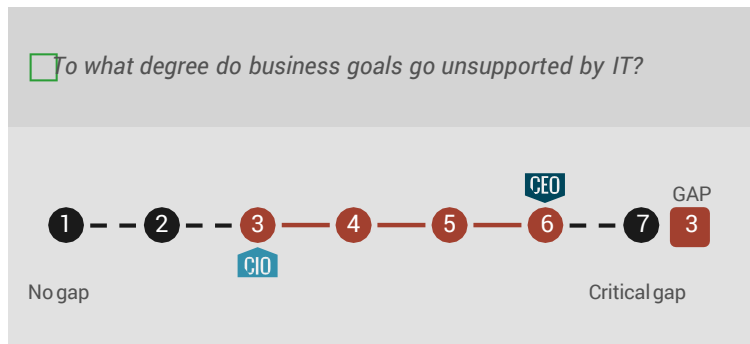 To what degree do business goals go unsupported by IT?
CEO
GAP
1 2 3 4 5 6 7 3
CIO
No gap Critical gap